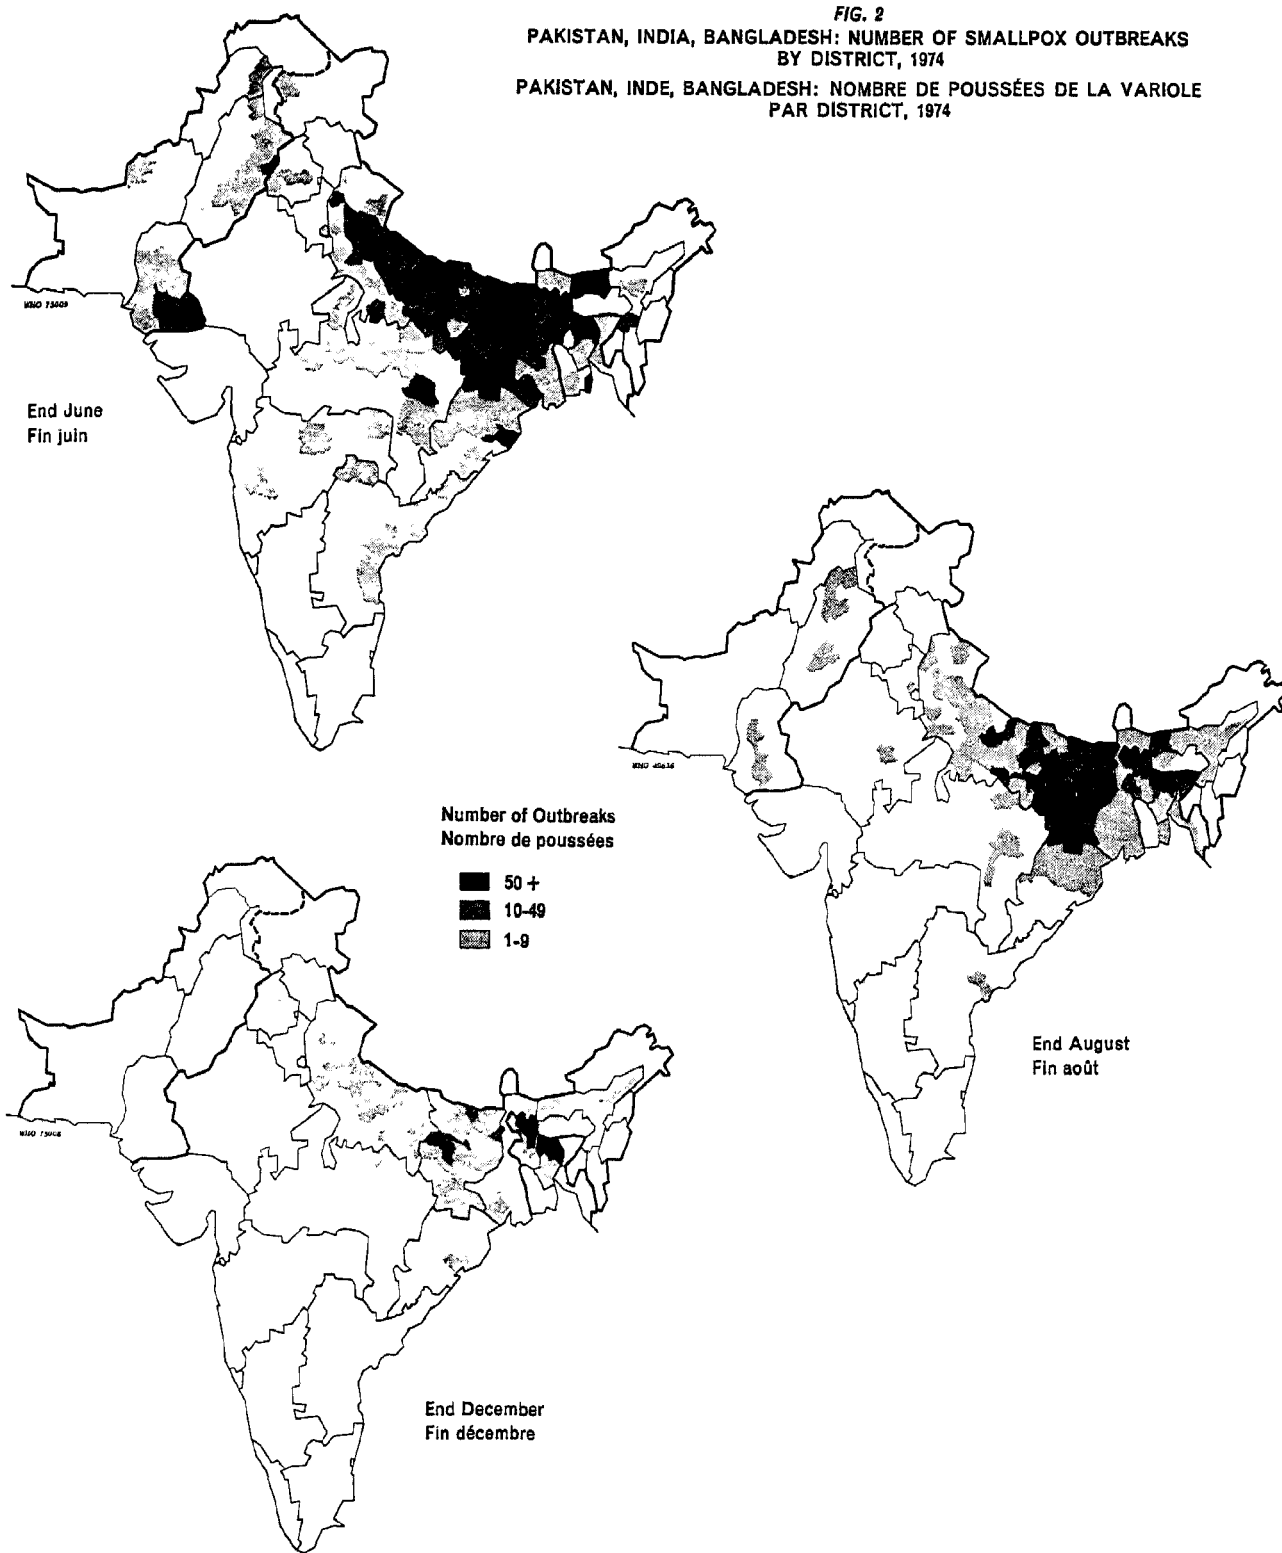 FIG. 2
PAKISTAN, INDIA, BANGLADESH: NUMBER OF SMALLPOX OUTBREAKS
BY DISTRICT, 1974
PAKISTAN, INDE, BANGLADESH: NOMBRE DE POUSSÉES DE LA VARIOLE
PAR DISTRICT, 1974
End June
Fin juin
Number of Outbreaks
Nombre de poussées
50 +
10-49
1-9
End August
Fin août
End December
Fin décembre